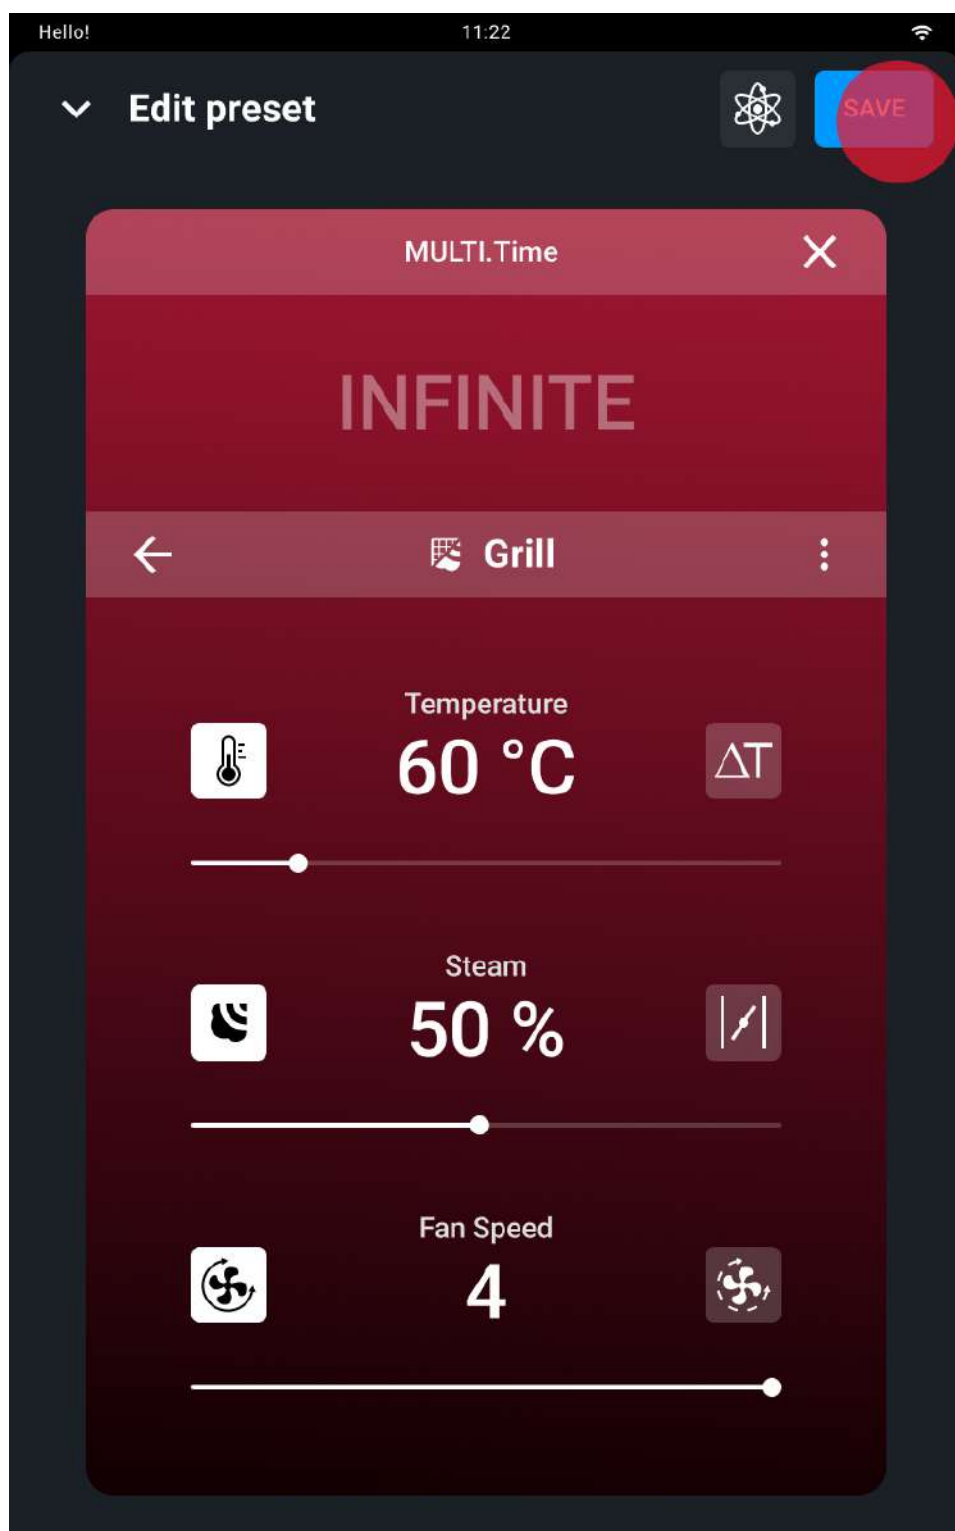 Hello!
11:22
Edit preset
SAVE
MULTI.Time
INFINITE
Grill
Temperature
60 °C
ΔT
Steam
50 %
Fan Speed
4